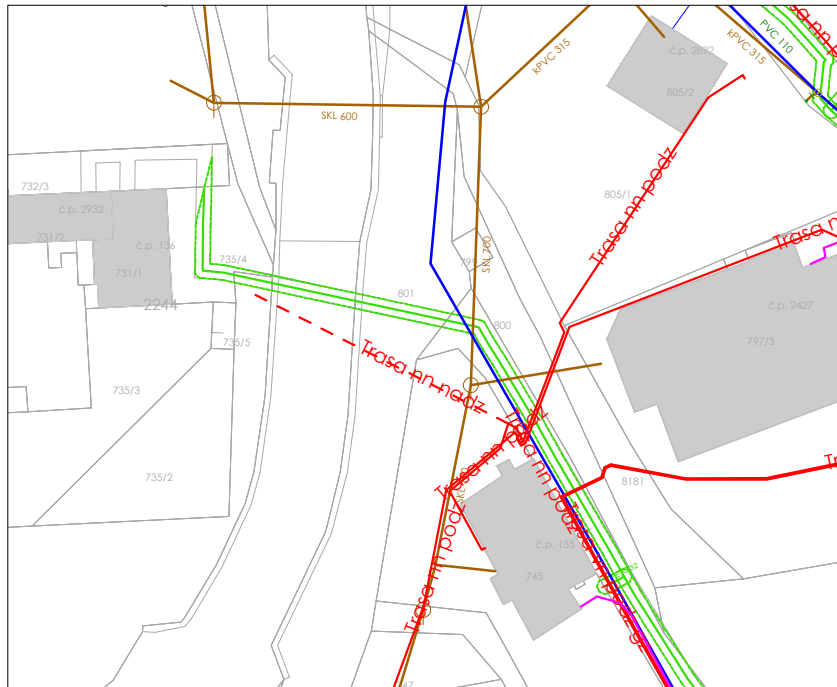 Trasa nn
PVC 110
kPVC 315
kPVC 315
č.p. 2892
805/2
SKL 600
Trasa nn podz
805/1
732/3
č.p. 2932
731/2
č.p. 136
731/1
735/4
2244
SKL 700
801
800
Trasa n
č.p. 2427
797/3
735/5
735/3
735/2
Trasa nn nadz
Trasa nn podz
Trasa nn podz
Trasa nn podz
8181
č.p. 135
745